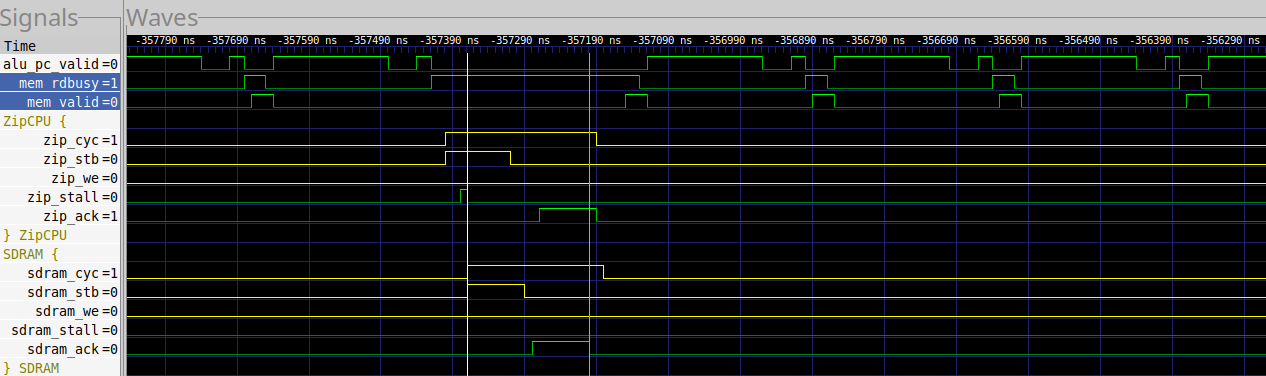 Signals
Waves
Time
-357790 ns -357690 ns -357590 ns -357490 ns -357390 ns -357290 ns -357190 ns -357090 ns -356990 ns -356890 ns -356790 ns -356690 ns -356590 ns -356490 ns -356390 ns -356290 ns
alu_pc_valid=0
mem_rdbusy=1
mem_valid=0
ZipCPU {
zip_cyc=1
zip_stb=0
zip_we=0
zip_stall=0
zip_ack=1
} ZipCPU
SDRAM {
sdram_cyc=1
sdram_stb=0
sdram_we=0
sdram_stall=0
sdram_ack=0
} SDRAM